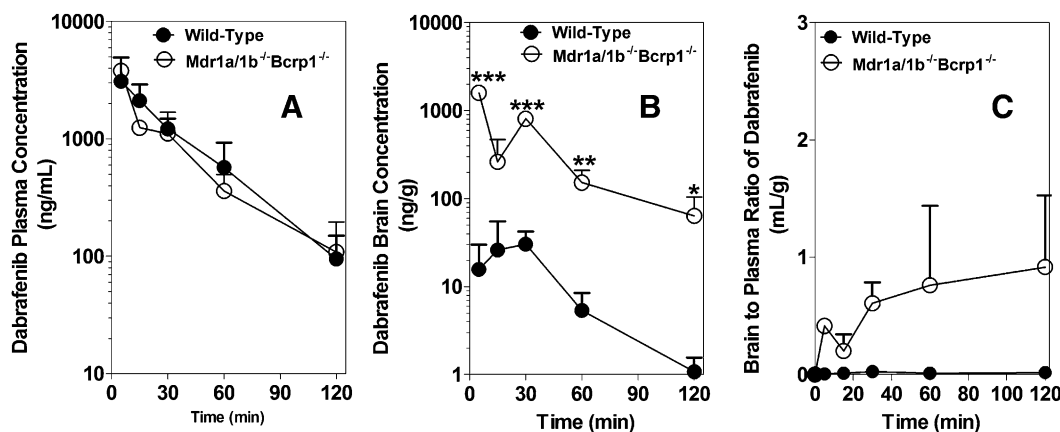 Dabrafenib Plasma Concentration
(ng/mL)
10000
1000
100
10
Wild-Type
Mdr1a/1b⁻/⁻Bcrp1⁻/⁻
A
0
30
60
90
120
Time (min)
Dabrafenib Brain Concentration
(ng/g)
10000
1000
100
10
1
Wild-Type
Mdr1a/1b⁻/⁻Bcrp1⁻/⁻
***
***
**
*
B
0
30
60
90
120
Time (min)
Brain to Plasma Ratio of Dabrafenib
(mL/g)
3
2
1
0
Wild-Type
Mdr1a/1b⁻/⁻Bcrp1⁻/⁻
C
0
20
40
60
80
100
120
Time (min)